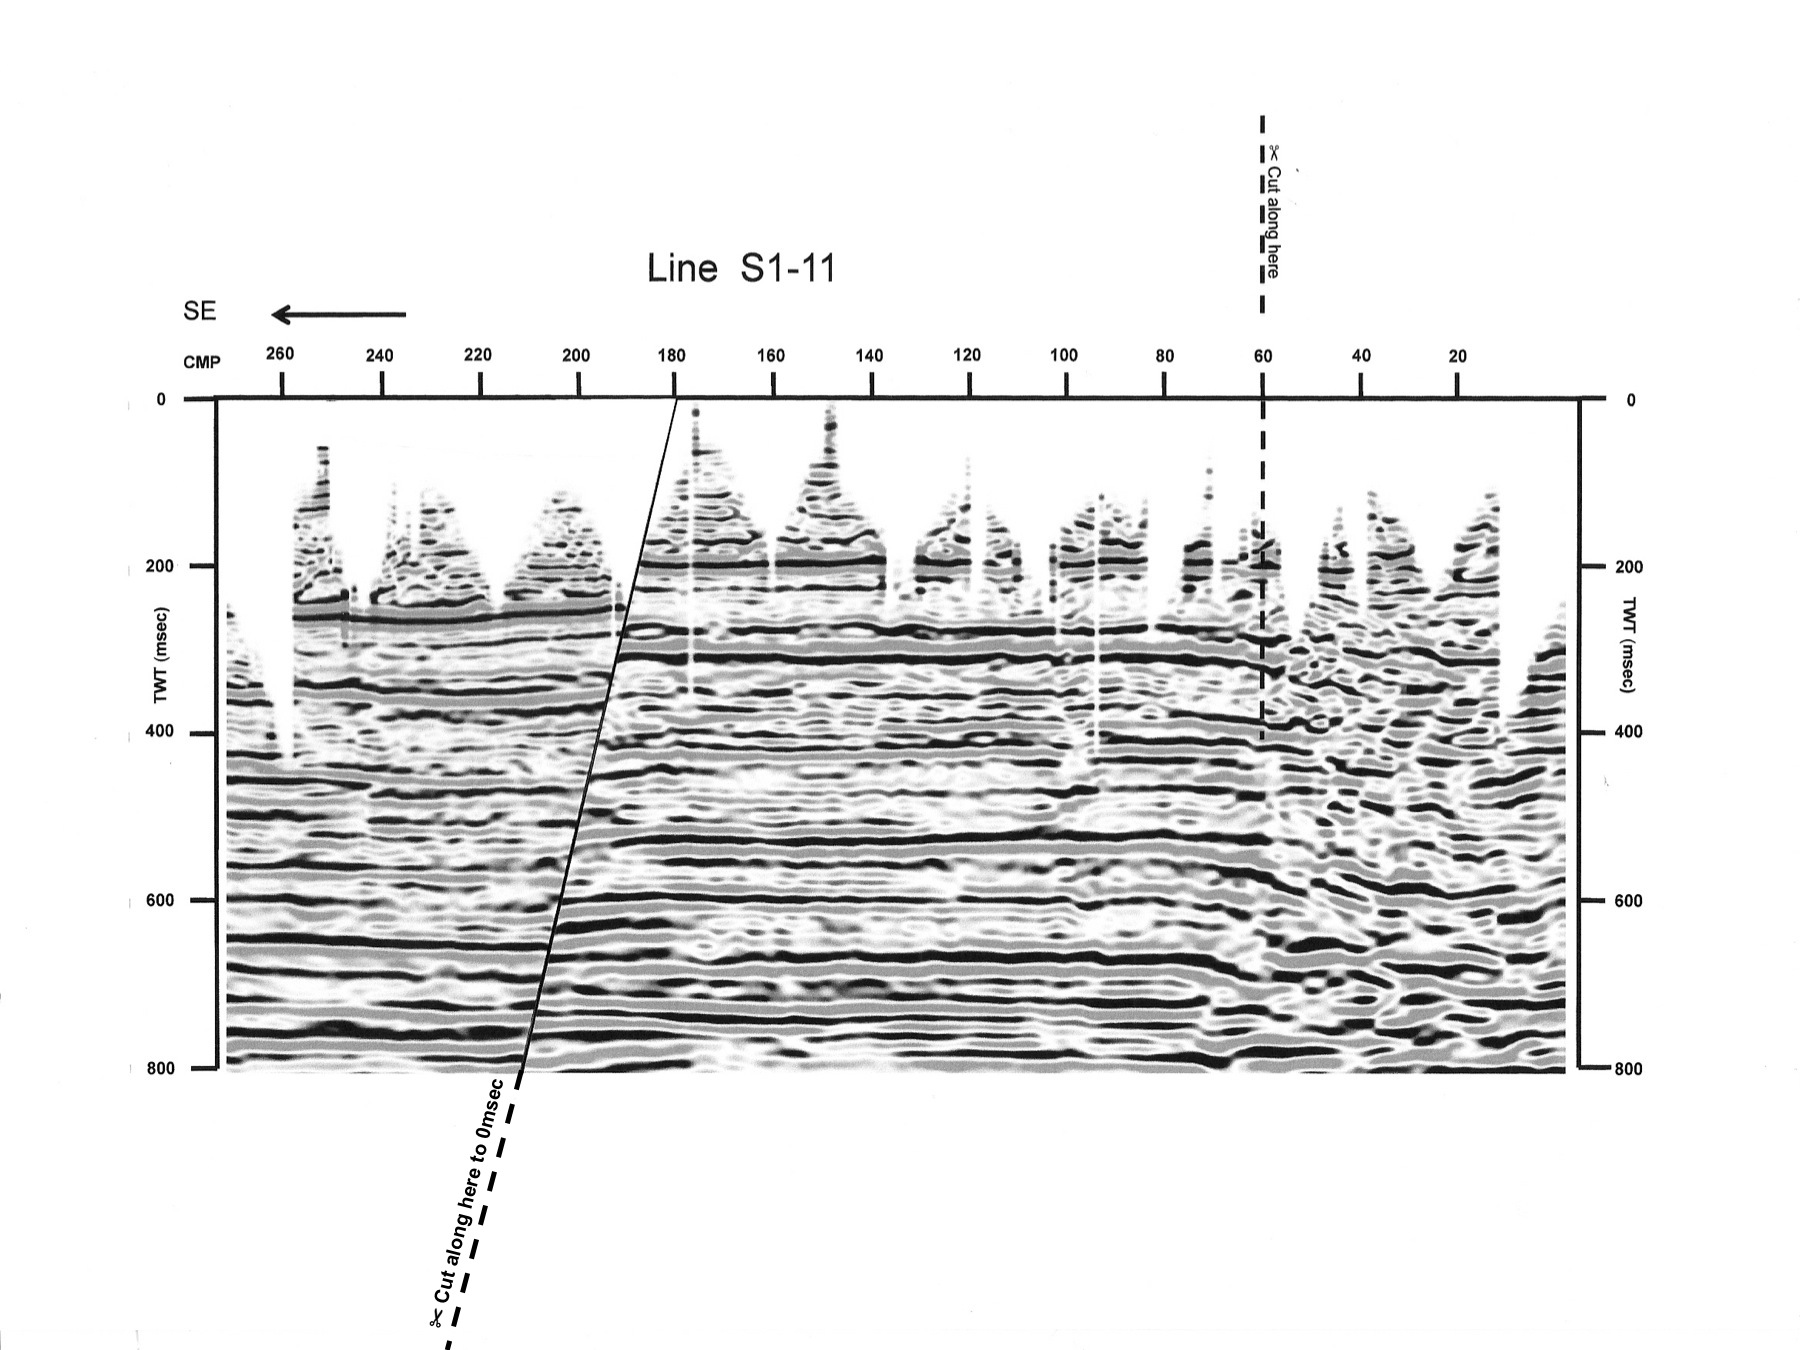 ✂ Cut along here
Line S1-11
SE
CMP
260 240 220 200 180 160 140 120 100 80 60 40 20
0 0
200 200
TWT (msec) TWT (msec)
400 400
600 600
800 800
✂ Cut along here to 0msec